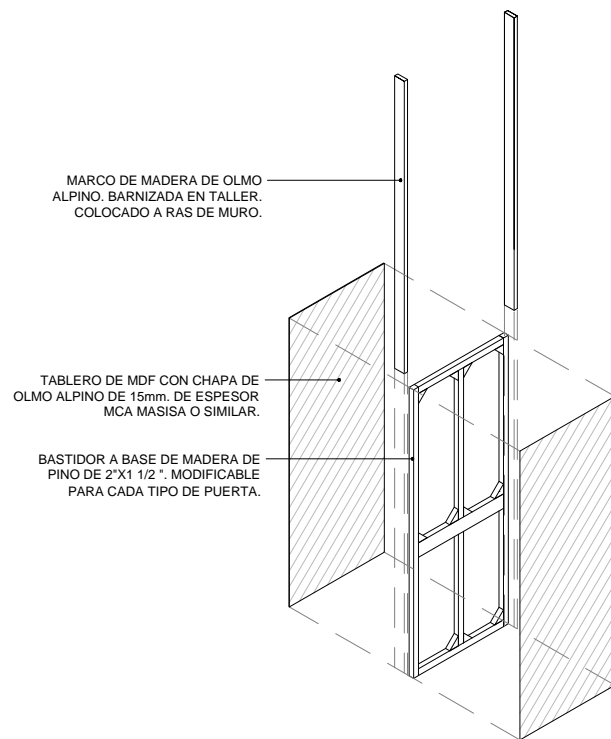 MARCO DE MADERA DE OLMO
ALPINO. BARNIZADA EN TALLER.
COLOCADO A RAS DE MURO.
TABLERO DE MDF CON CHAPA DE
OLMO ALPINO DE 15mm. DE ESPESOR
MCA MASISA O SIMILAR.
BASTIDOR A BASE DE MADERA DE
PINO DE 2"X1 1/2 ". MODIFICABLE
PARA CADA TIPO DE PUERTA.